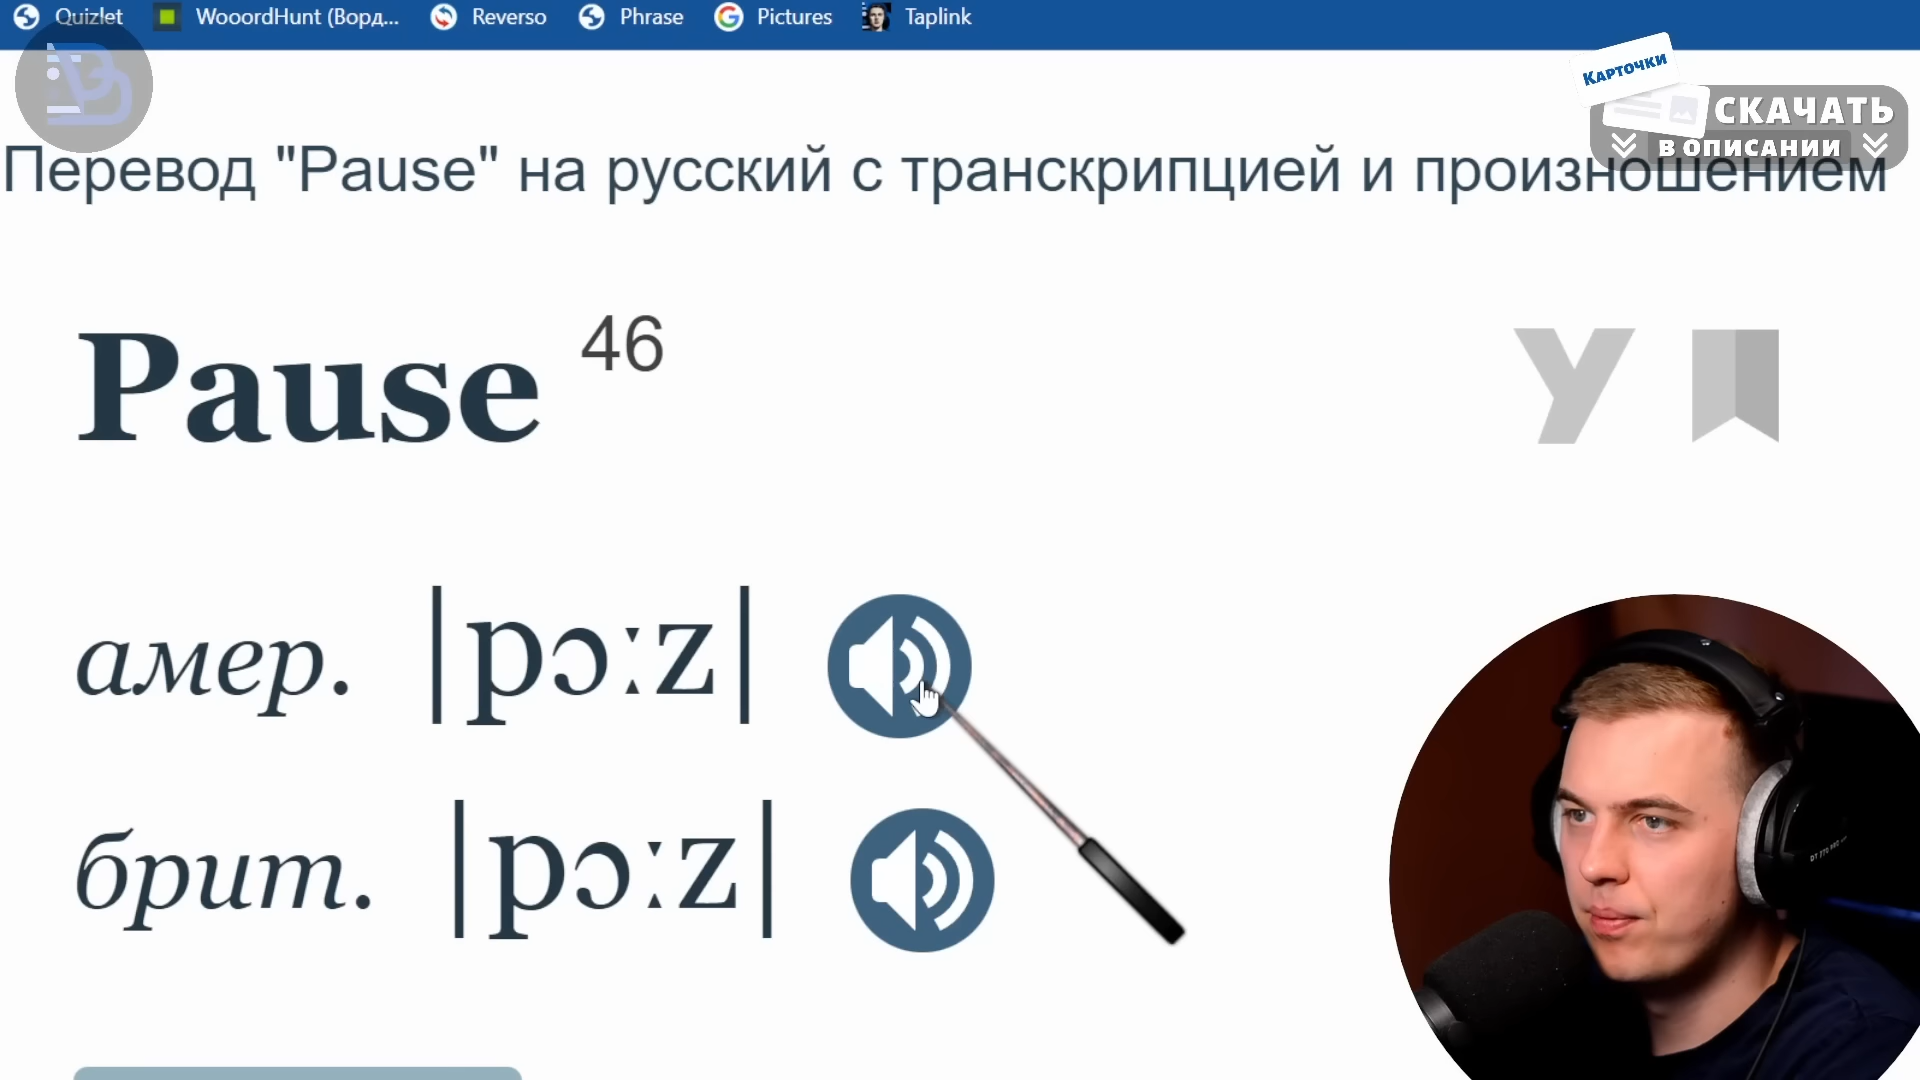 Quizlet WooordHunt (Ворд... Reverso Phrase Pictures Taplink
Карточки
СКАЧАТЬ
В ОПИСАНИИ
Перевод "Pause" на русский с транскрипцией и произношением
Pause 46
У
амер. |pɔːz|
брит. |pɔːz|